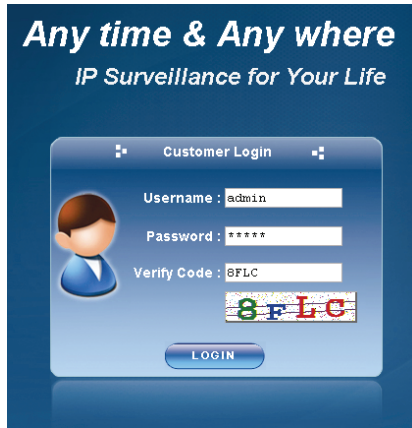 Any time & Any where
IP Surveillance for Your Life
Customer Login
Username : admin
Password : *****
Verify Code : 8FLC
8FLC
LOGIN